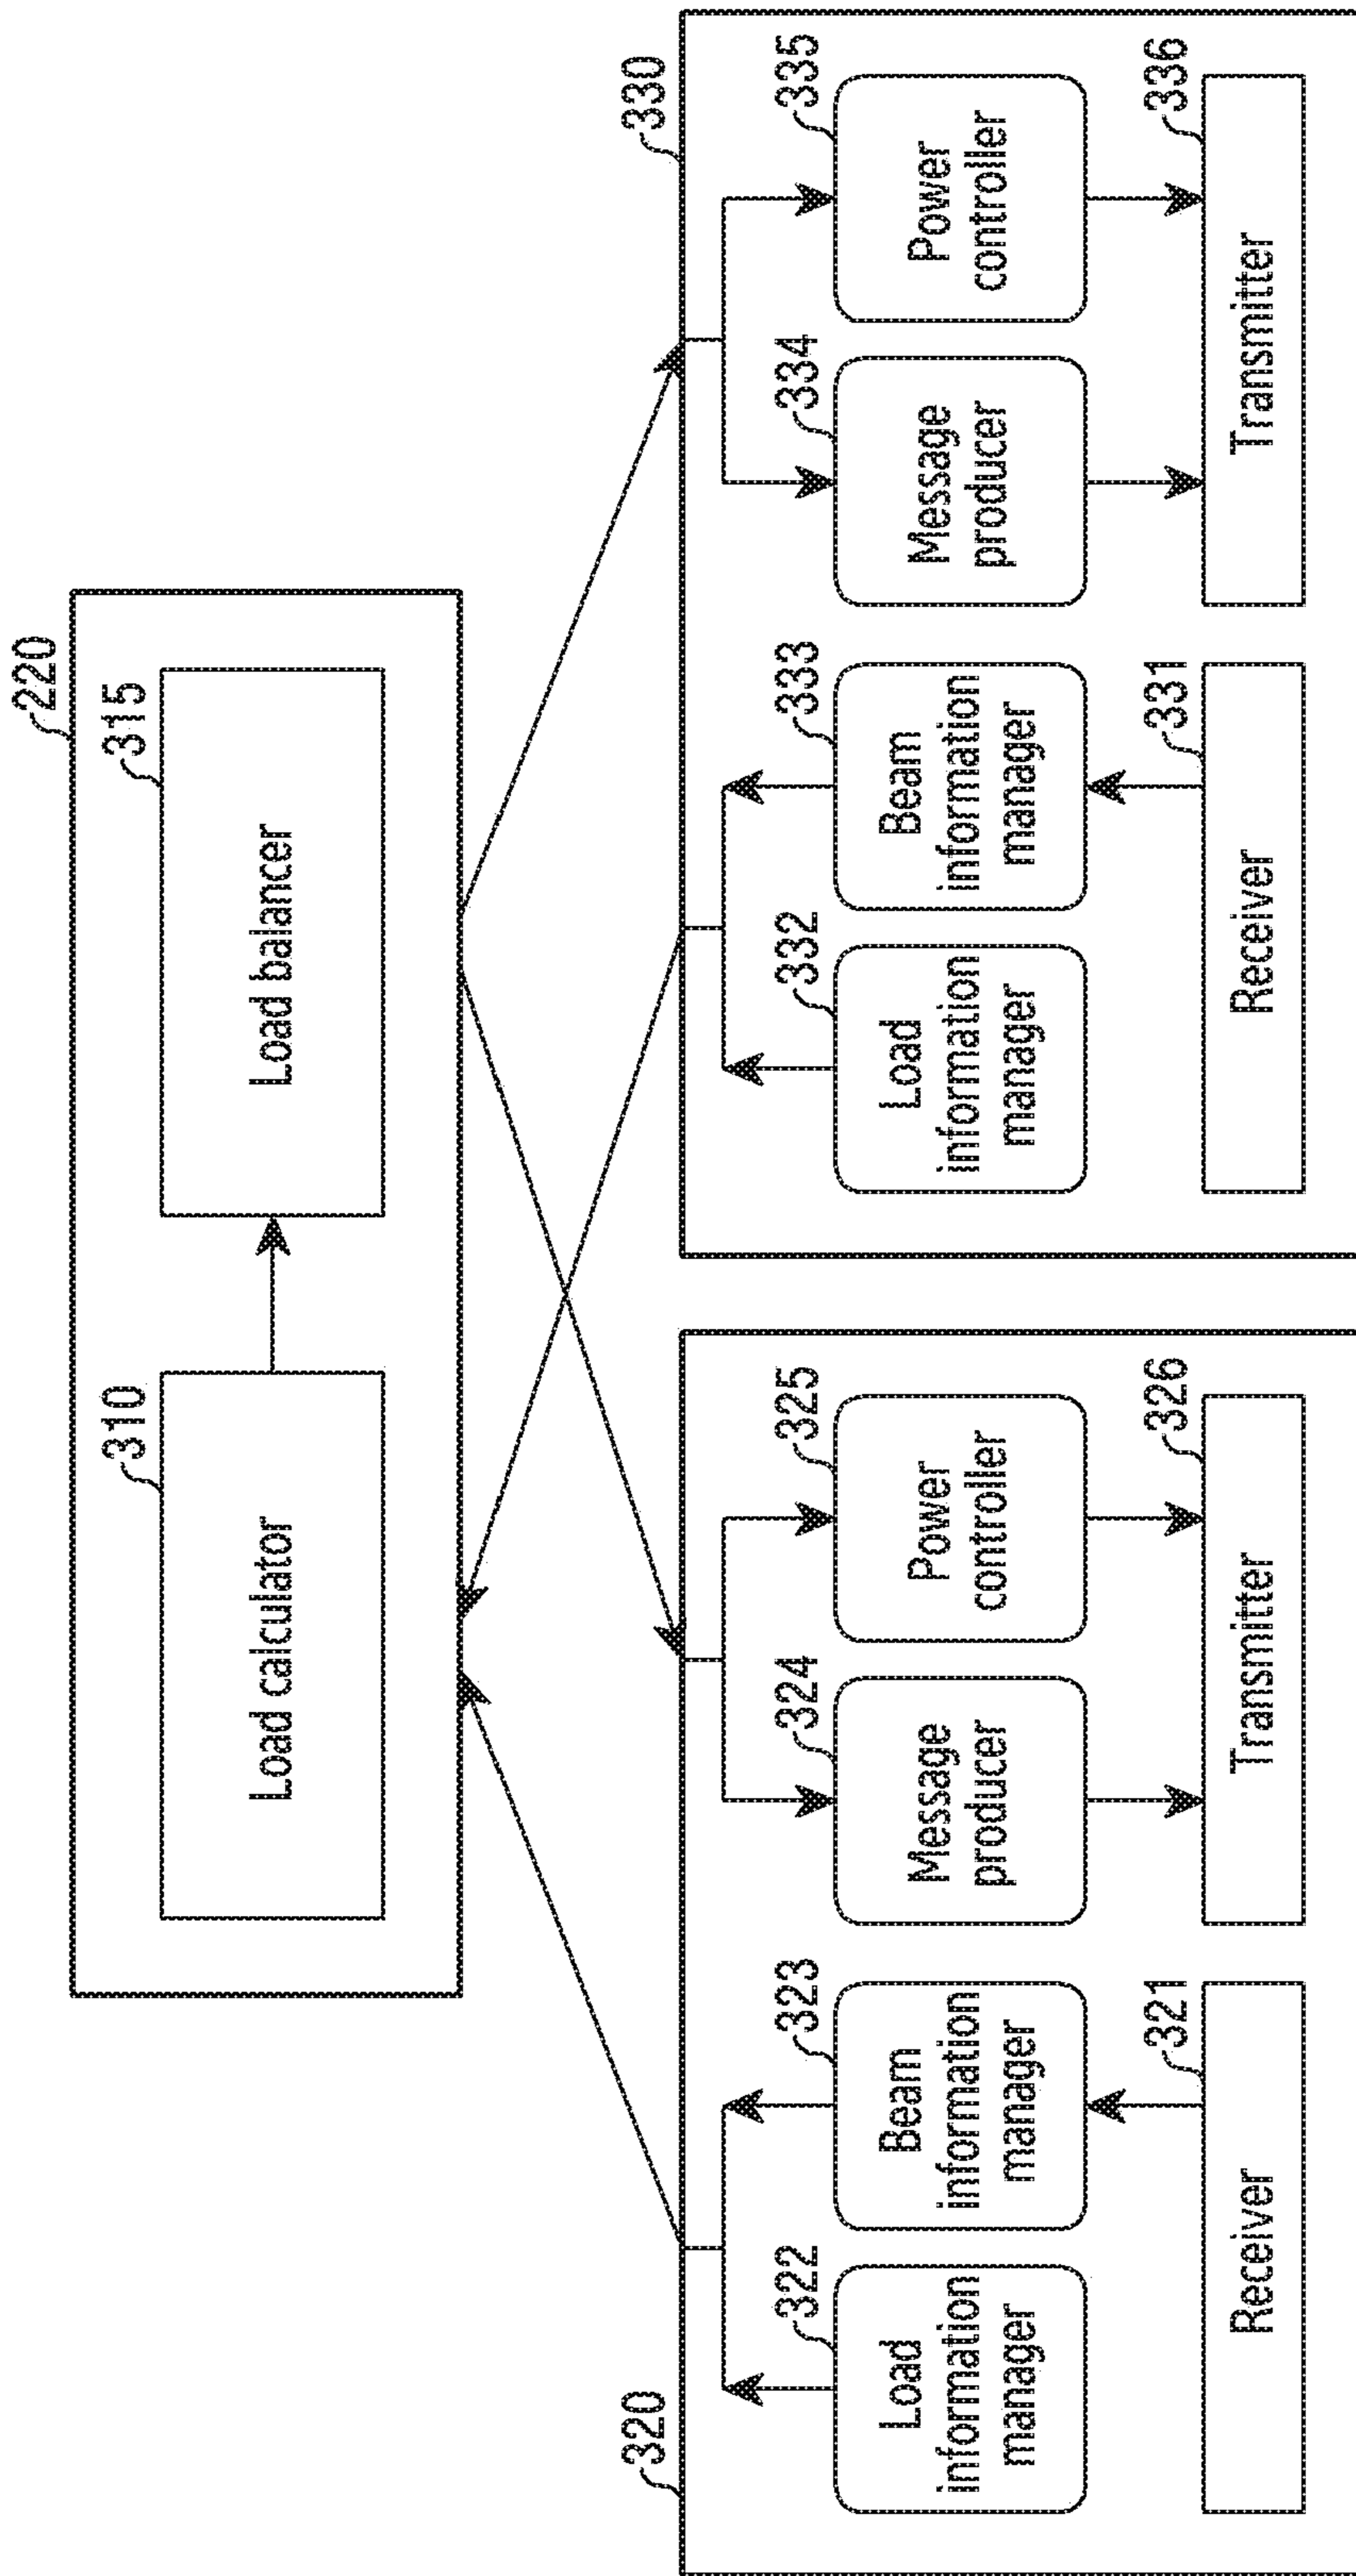 220
310
Load calculator
315
Load balancer
320
322
Load
information
manager
323
Beam
information
manager
324
Message
producer
325
Power
controller
321
Receiver
326
Transmitter
330
332
Load
information
manager
333
Beam
information
manager
334
Message
producer
335
Power
controller
331
Receiver
336
Transmitter